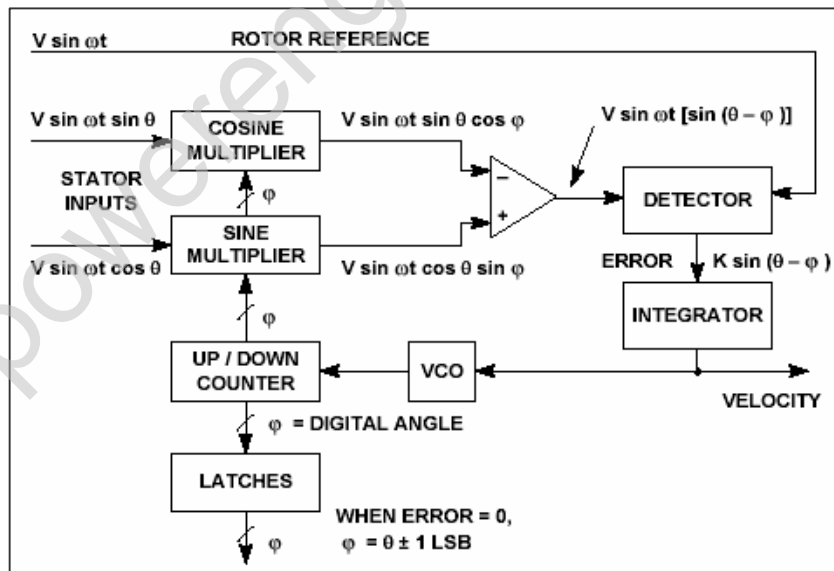 V sin ωt
ROTOR REFERENCE
V sin ωt sin θ
COSINE
MULTIPLIER
V sin ωt sin θ cos φ
V sin ωt [sin (θ – φ )]
STATOR
INPUTS
φ
–
+
DETECTOR
SINE
MULTIPLIER
V sin ωt cos θ
V sin ωt cos θ sin φ
ERROR
K sin (θ – φ )
φ
INTEGRATOR
UP / DOWN
COUNTER
VCO
VELOCITY
φ = DIGITAL ANGLE
LATCHES
WHEN ERROR = 0,
φ = θ ± 1 LSB
φ
powereng